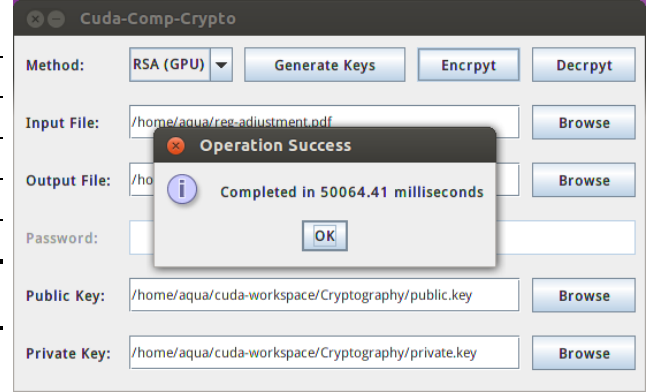 Cuda-Comp-Crypto
Method: RSA (GPU) Generate Keys Encrpyt Decrpyt
Input File: /home/aqua/reg-adjustment.pdf Browse
Operation Success
Output File: /ho Completed in 50064.41 milliseconds Browse
Password: OK
Public Key: /home/aqua/cuda-workspace/Cryptography/public.key Browse
Private Key: /home/aqua/cuda-workspace/Cryptography/private.key Browse